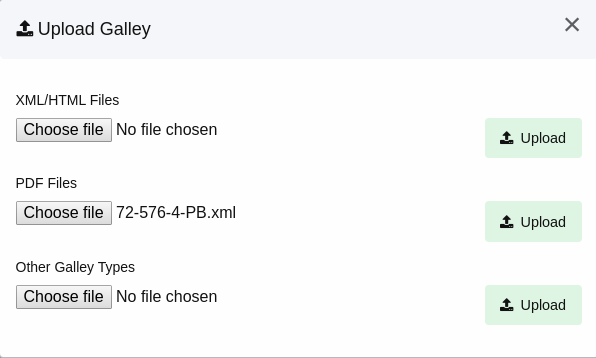 Upload Galley
XML/HTML Files
Choose file No file chosen
Upload
PDF Files
Choose file 72-576-4-PB.xml
Upload
Other Galley Types
Choose file No file chosen
Upload